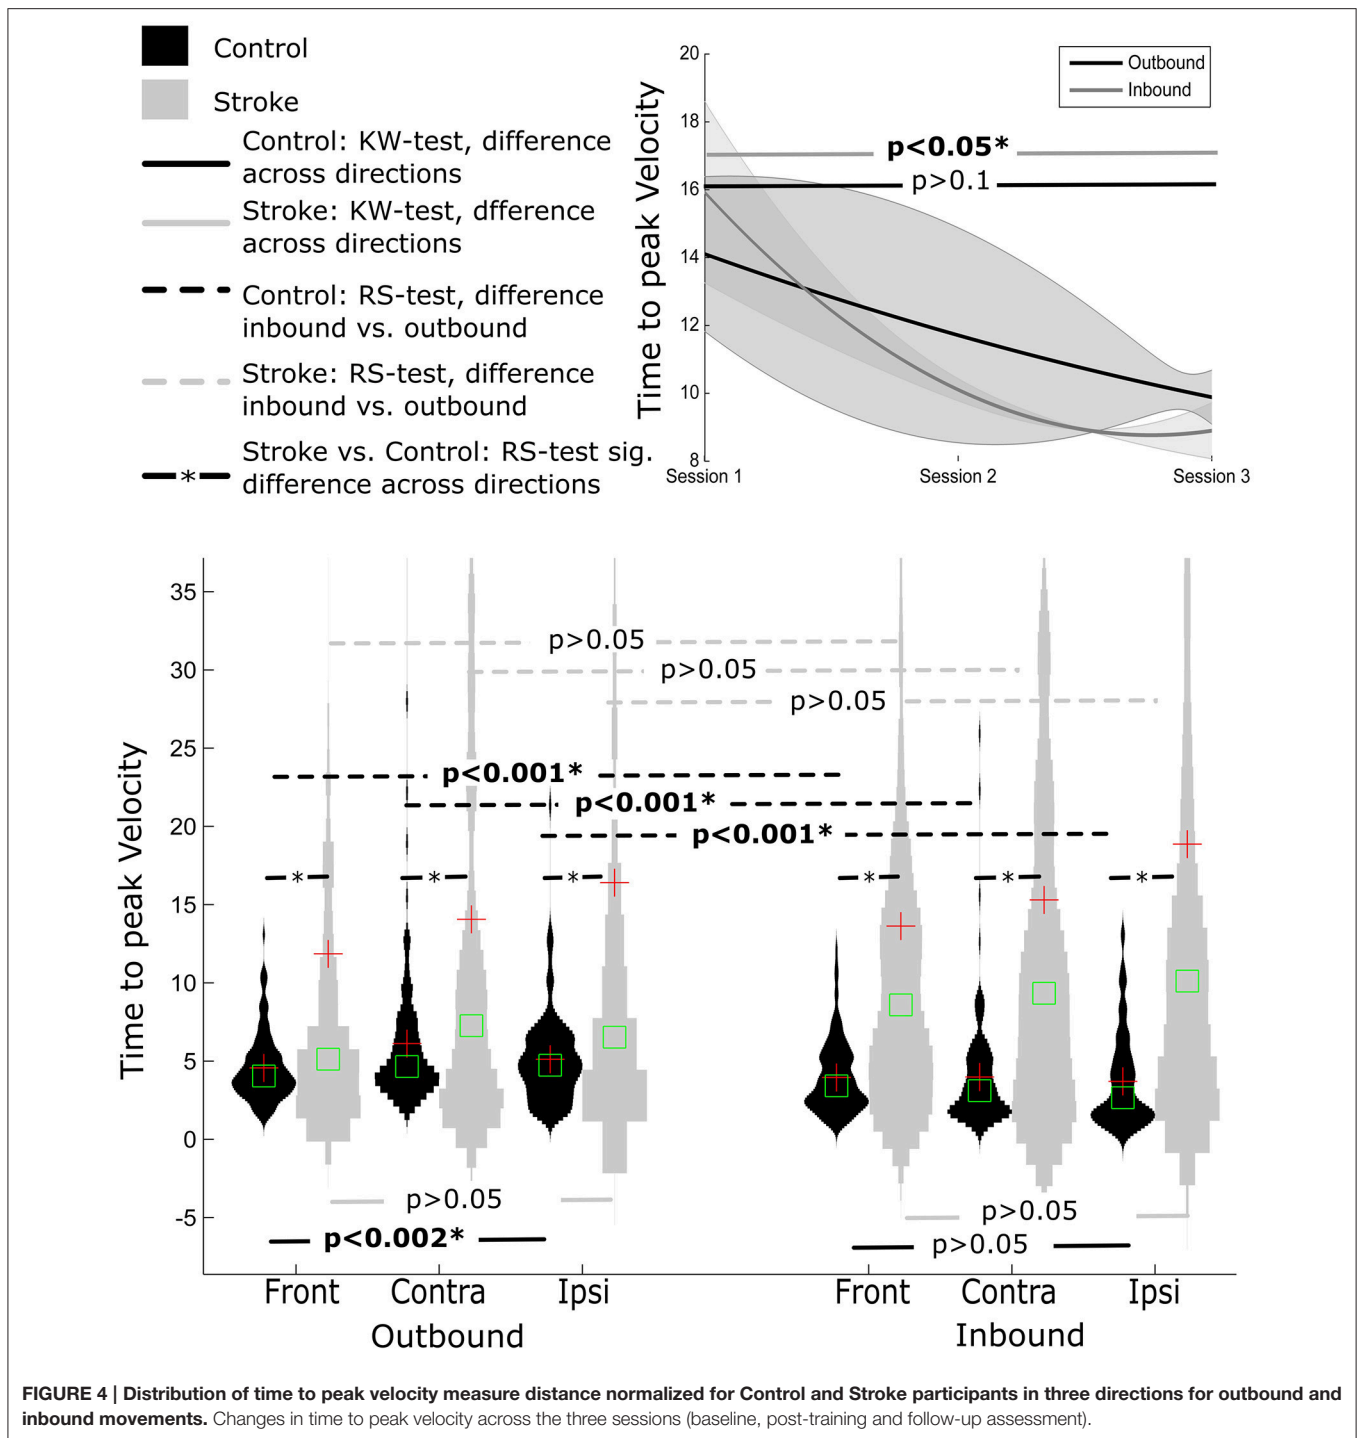 Control
Stroke
Control: KW-test, difference
across directions
Stroke: KW-test, dfference
across directions
Control: RS-test, difference
inbound vs. outbound
Stroke: RS-test, difference
inbound vs. outbound
Stroke vs. Control: RS-test sig.
* difference across directions
Time to peak Velocity
20
18
16
14
12
10
8
Outbound
Inbound
p<0.05*
p>0.1
Session 1 Session 2 Session 3
Time to peak Velocity
35
30
25
20
15
10
5
0
-5
p>0.05
p>0.05
p>0.05
p<0.001*
p<0.001*
p<0.001*
* * * * * *
p>0.05 p>0.05
p<0.002* p>0.05
Front Contra Ipsi Front Contra Ipsi
Outbound Inbound
FIGURE 4 | Distribution of time to peak velocity measure distance normalized for Control and Stroke participants in three directions for outbound and
inbound movements. Changes in time to peak velocity across the three sessions (baseline, post-training and follow-up assessment).